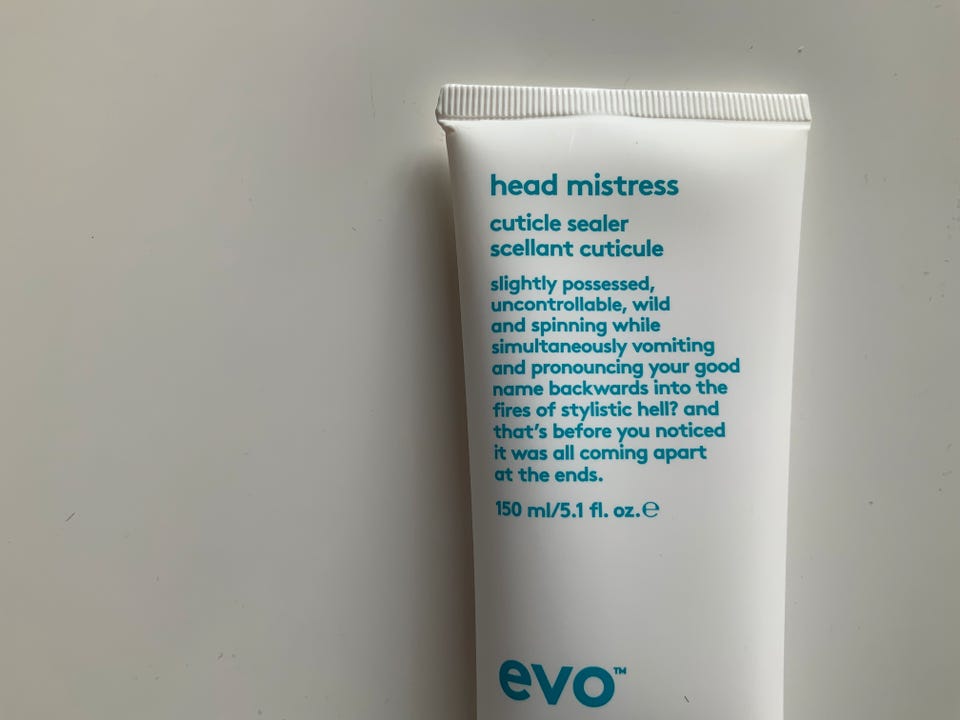 head mistress
cuticle sealer
scellant cuticule
slightly possessed,
uncontrollable, wild
and spinning while
simultaneously vomiting
and pronouncing your good
name backwards into the
fires of stylistic hell? and
that's before you noticed
it was all coming apart
at the ends.
150 ml/5.1 fl. oz.℮
evo™